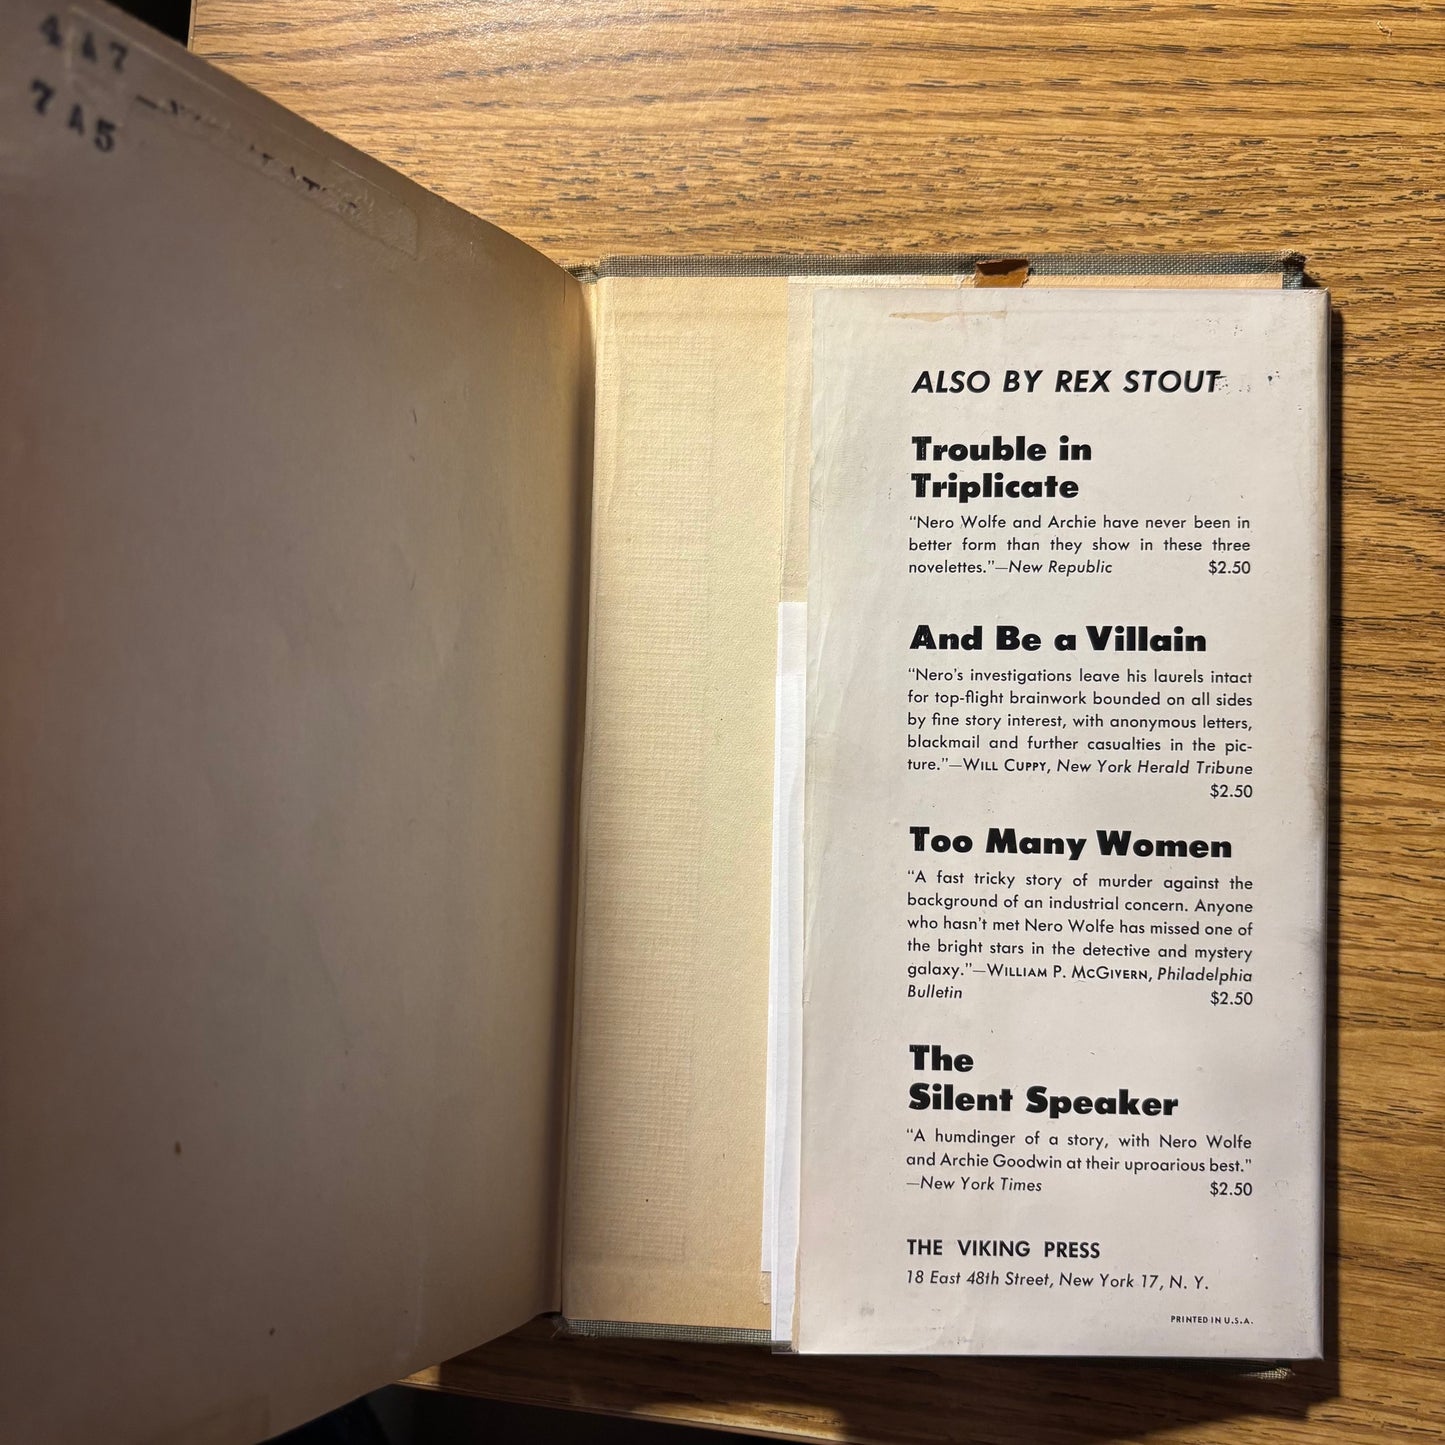 4 A 7
7 A 5
ALSO BY REX STOUT
Trouble in
Triplicate
“Nero Wolfe and Archie have never been in
better form than they show in these three
novelettes.”—New Republic $2.50
And Be a Villain
“Nero's investigations leave his laurels intact
for top-flight brainwork bounded on all sides
by fine story interest, with anonymous letters,
blackmail and further casualties in the pic-
ture.”—WILL CUPPY, New York Herald Tribune
$2.50
Too Many Women
“A fast tricky story of murder against the
background of an industrial concern. Anyone
who hasn't met Nero Wolfe has missed one of
the bright stars in the detective and mystery
galaxy.”—WILLIAM P. McGIVERN, Philadelphia
Bulletin $2.50
The
Silent Speaker
“A humdinger of a story, with Nero Wolfe
and Archie Goodwin at their uproarious best.”
—New York Times $2.50
THE VIKING PRESS
18 East 48th Street, New York 17, N. Y.
PRINTED IN U.S.A.